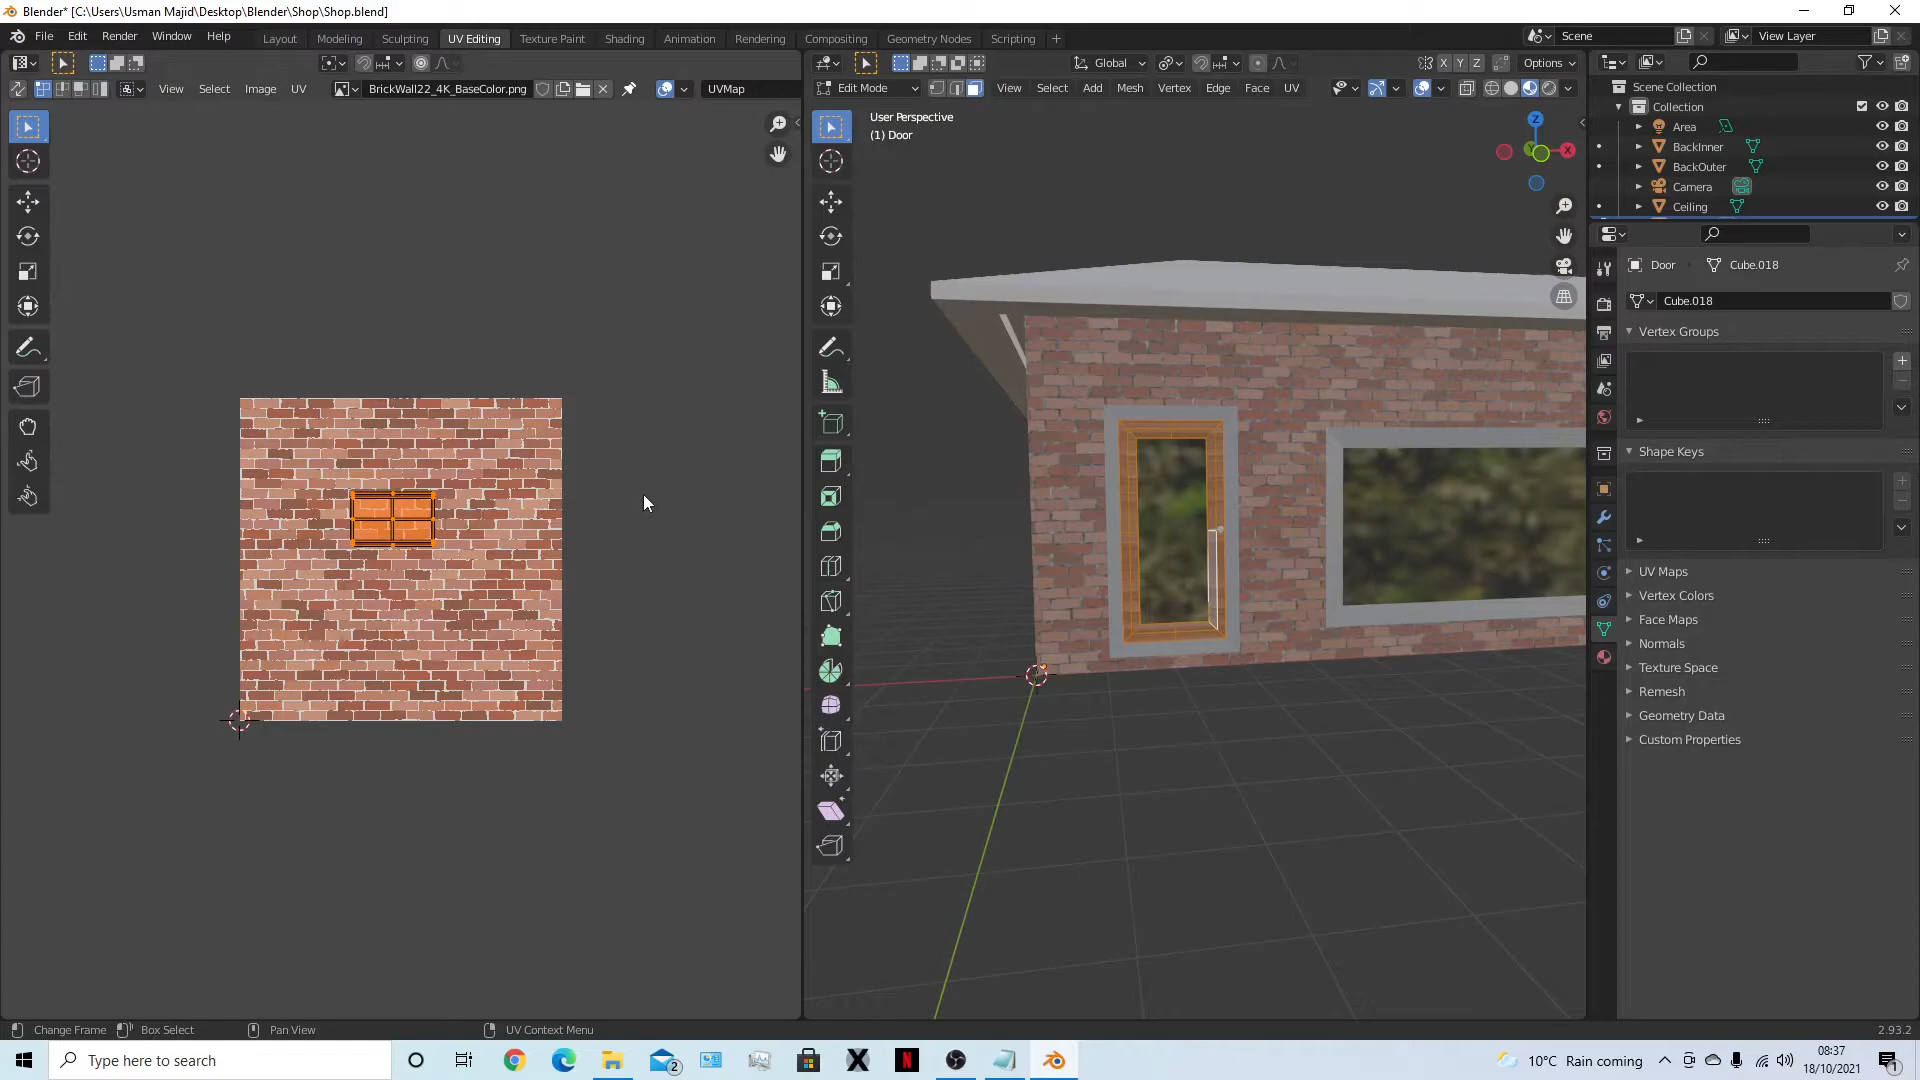 Blender* [C:\Users\Usman Majid\Desktop\Blender\Shop\Shop.blend]
File Edit Render Window Help
Layout Modeling Sculpting UV Editing Texture Paint Shading Animation Rendering Compositing Geometry Nodes Scripting
Scene
View Layer
Global
X Y Z
Options
View Select Image UV
BrickWall22_4K_BaseColor.png
UVMap
Edit Mode
View Select Add Mesh Vertex Edge Face UV
User Perspective
(1) Door
Z
X
Scene Collection
Collection
Area
BackInner
BackOuter
Camera
Ceiling
Door
Cube.018
Cube.018
Vertex Groups
Shape Keys
UV Maps
Vertex Colors
Face Maps
Normals
Texture Space
Remesh
Geometry Data
Custom Properties
Change Frame
Box Select
Pan View
UV Context Menu
2.93.2
Type here to search
2
X
N
10°C Rain coming
08:37
18/10/2021
1